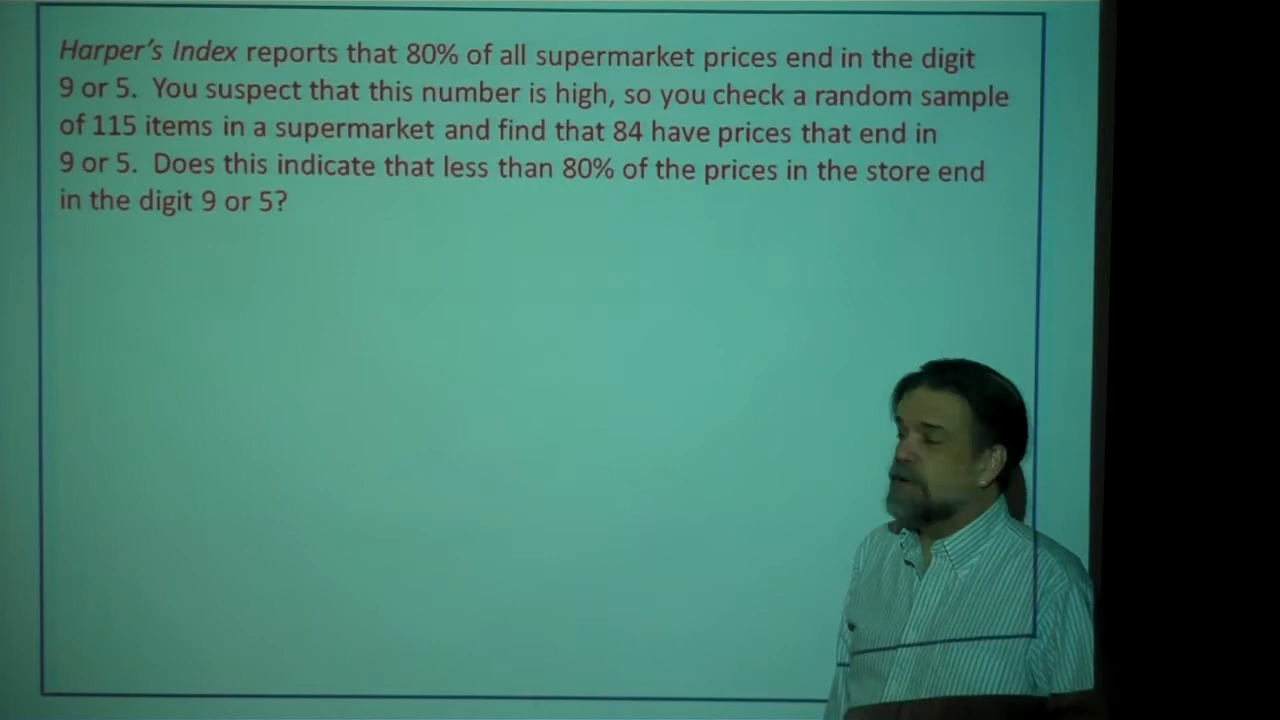 Harper's Index reports that 80% of all supermarket prices end in the digit
9 or 5. You suspect that this number is high, so you check a random sample
of 115 items in a supermarket and find that 84 have prices that end in
9 or 5. Does this indicate that less than 80% of the prices in the store end
in the digit 9 or 5?